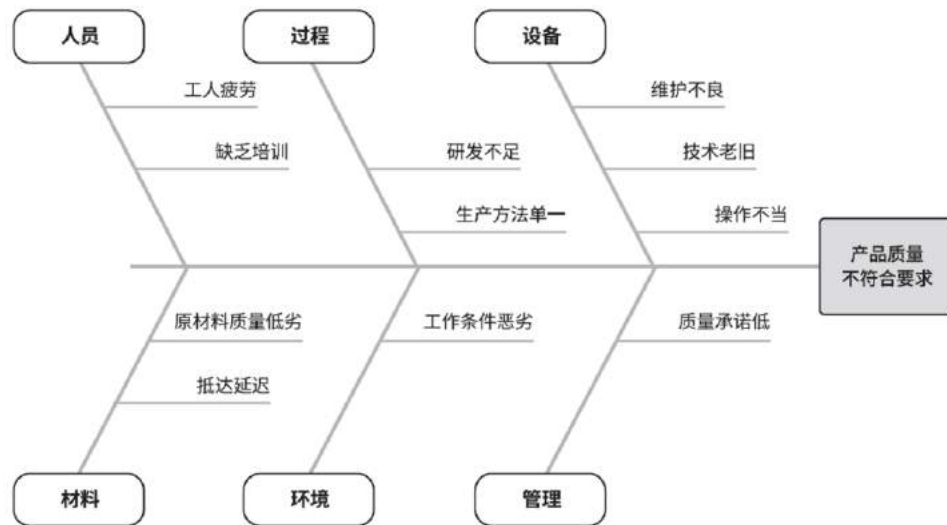 人员
过程
设备
工人疲劳
维护不良
缺乏培训
研发不足
技术老旧
生产方法单一
操作不当
产品质量
不符合要求
原材料质量低劣
工作条件恶劣
质量承诺低
抵达延迟
材料
环境
管理